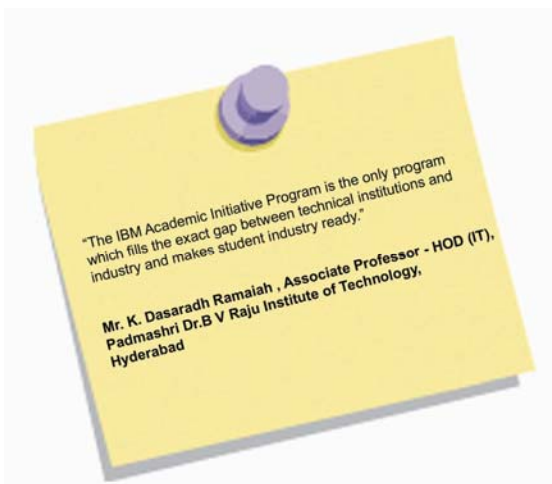 “The IBM Academic Initiative Program is the only program
which fills the exact gap between technical institutions and
industry and makes student industry ready.”
Mr. K. Dasaradh Ramaiah , Associate Professor - HOD (IT),
Padmashri Dr.B V Raju Institute of Technology,
Hyderabad